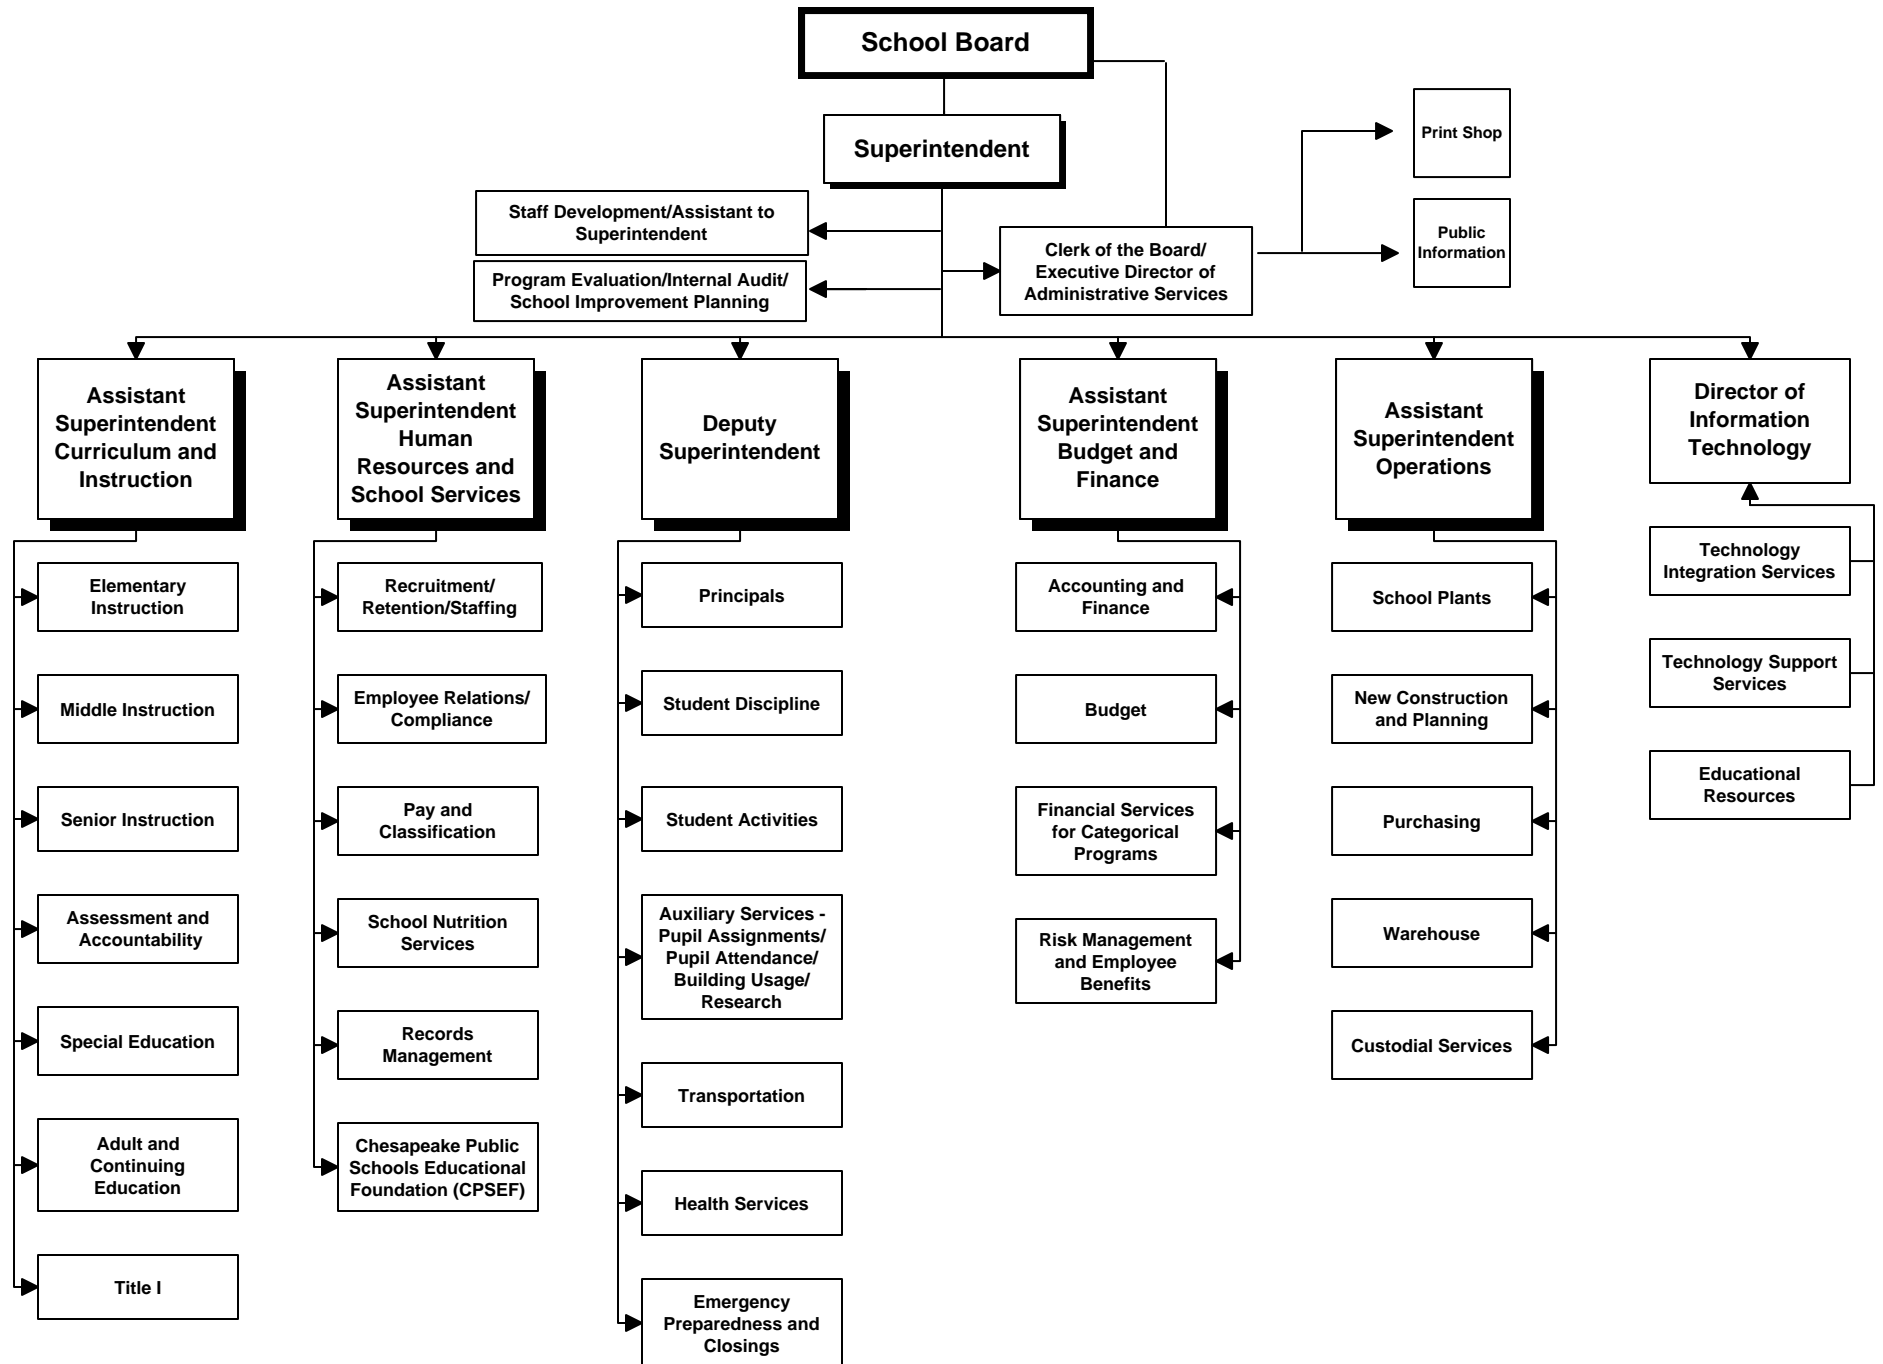 School Board
Superintendent
Print Shop
Public
Information
Staff Development/Assistant to
Superintendent
Clerk of the Board/
Executive Director of
Administrative Services
Program Evaluation/Internal Audit/
School Improvement Planning
Assistant
Superintendent
Curriculum and
Instruction
Assistant
Superintendent
Human
Resources and
School Services
Deputy
Superintendent
Assistant
Superintendent
Budget and
Finance
Assistant
Superintendent
Operations
Director of
Information
Technology
Elementary
Instruction
Middle Instruction
Senior Instruction
Assessment and
Accountability
Special Education
Adult and
Continuing
Education
Title I
Recruitment/
Retention/Staffing
Employee Relations/
Compliance
Pay and
Classification
School Nutrition
Services
Records
Management
Chesapeake Public
Schools Educational
Foundation (CPSEF)
Principals
Student Discipline
Student Activities
Auxiliary Services -
Pupil Assignments/
Pupil Attendance/
Building Usage/
Research
Transportation
Health Services
Emergency
Preparedness and
Closings
Accounting and
Finance
Budget
Financial Services
for Categorical
Programs
Risk Management
and Employee
Benefits
School Plants
New Construction
and Planning
Purchasing
Warehouse
Custodial Services
Technology
Integration Services
Technology Support
Services
Educational
Resources